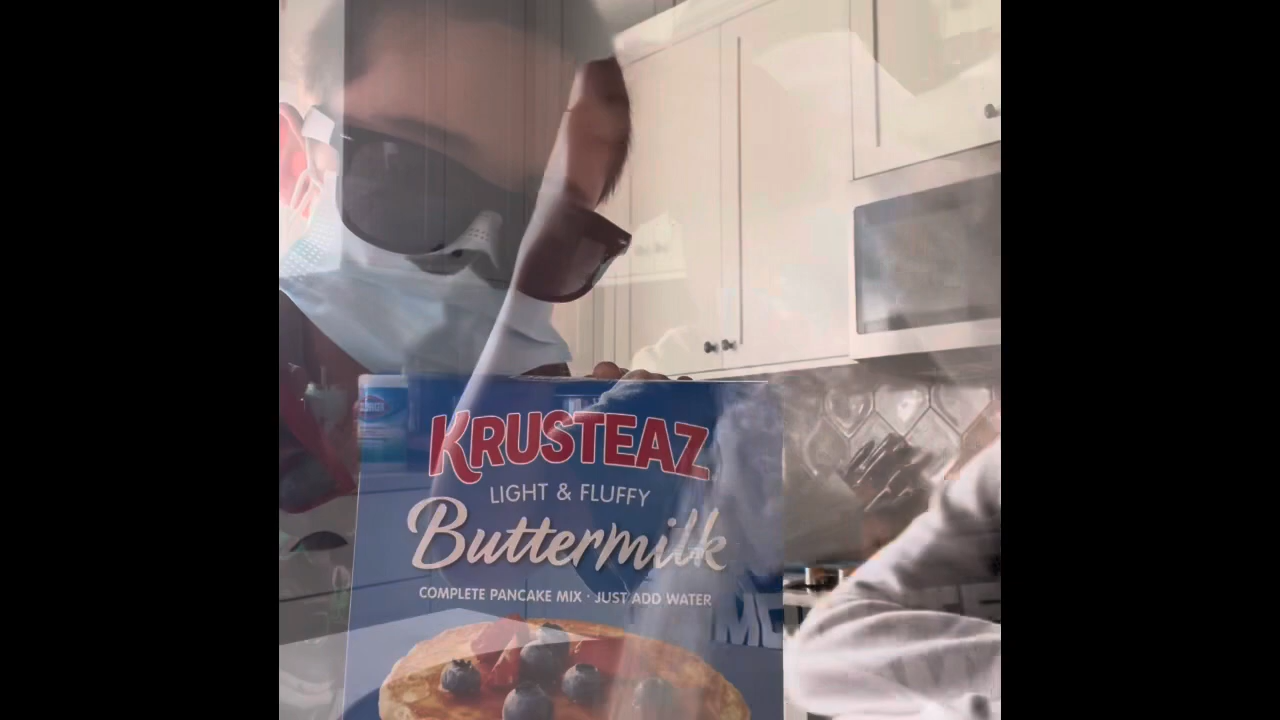 KRUSTEAZ
LIGHT & FLUFFY
Buttermilk
COMPLETE PANCAKE MIX · JUST ADD WATER